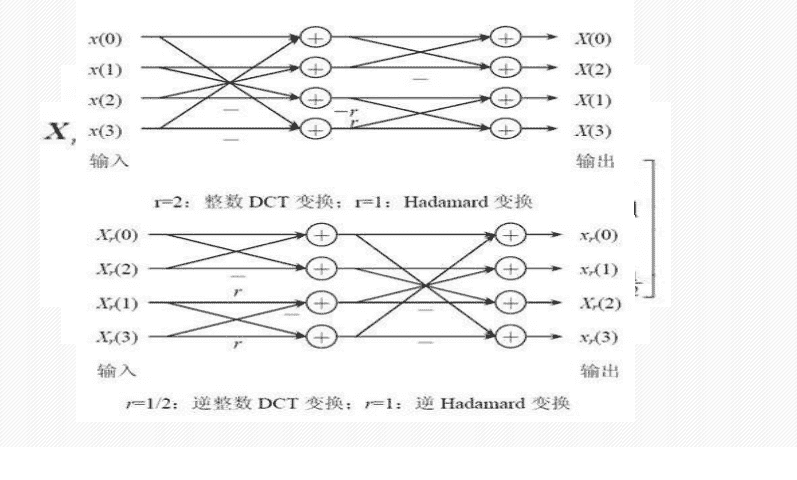 x(0) + + X(0)
x(1) + + X(2)
—
x(2) + + X(1)
— —r
r
X, x(3) + + X(3)
—
输入 输出
r=2：整数 DCT 变换；r=1：Hadamard 变换
Xᵣ(0) + + xᵣ(0)
Xᵣ(2) + + xᵣ(1)
—
r
Xᵣ(1) + + Xᵣ(2)
— —
Xᵣ(3) + + xᵣ(3)
r —
输入 输出
r=1/2：逆整数 DCT 变换；r=1：逆 Hadamard 变换